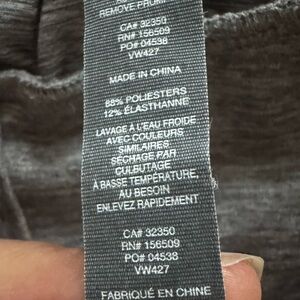 REMOVE PROMP
CA# 32350
RN# 156509
PO# 04538
VW427
MADE IN CHINA
88% POLIESTERS
12% ÉLASTHANNE
LAVAGE À L'EAU FROIDE
AVEC COULEURS
SIMILAIRES
SÉCHAGE PAR
CULBUTAGE
À BASSE TEMPÉRATURE,
AU BESOIN
ENLEVEZ RAPIDEMENT
CA# 32350
RN# 156509
PO# 04538
VW427
FABRIQUÉ EN CHINE